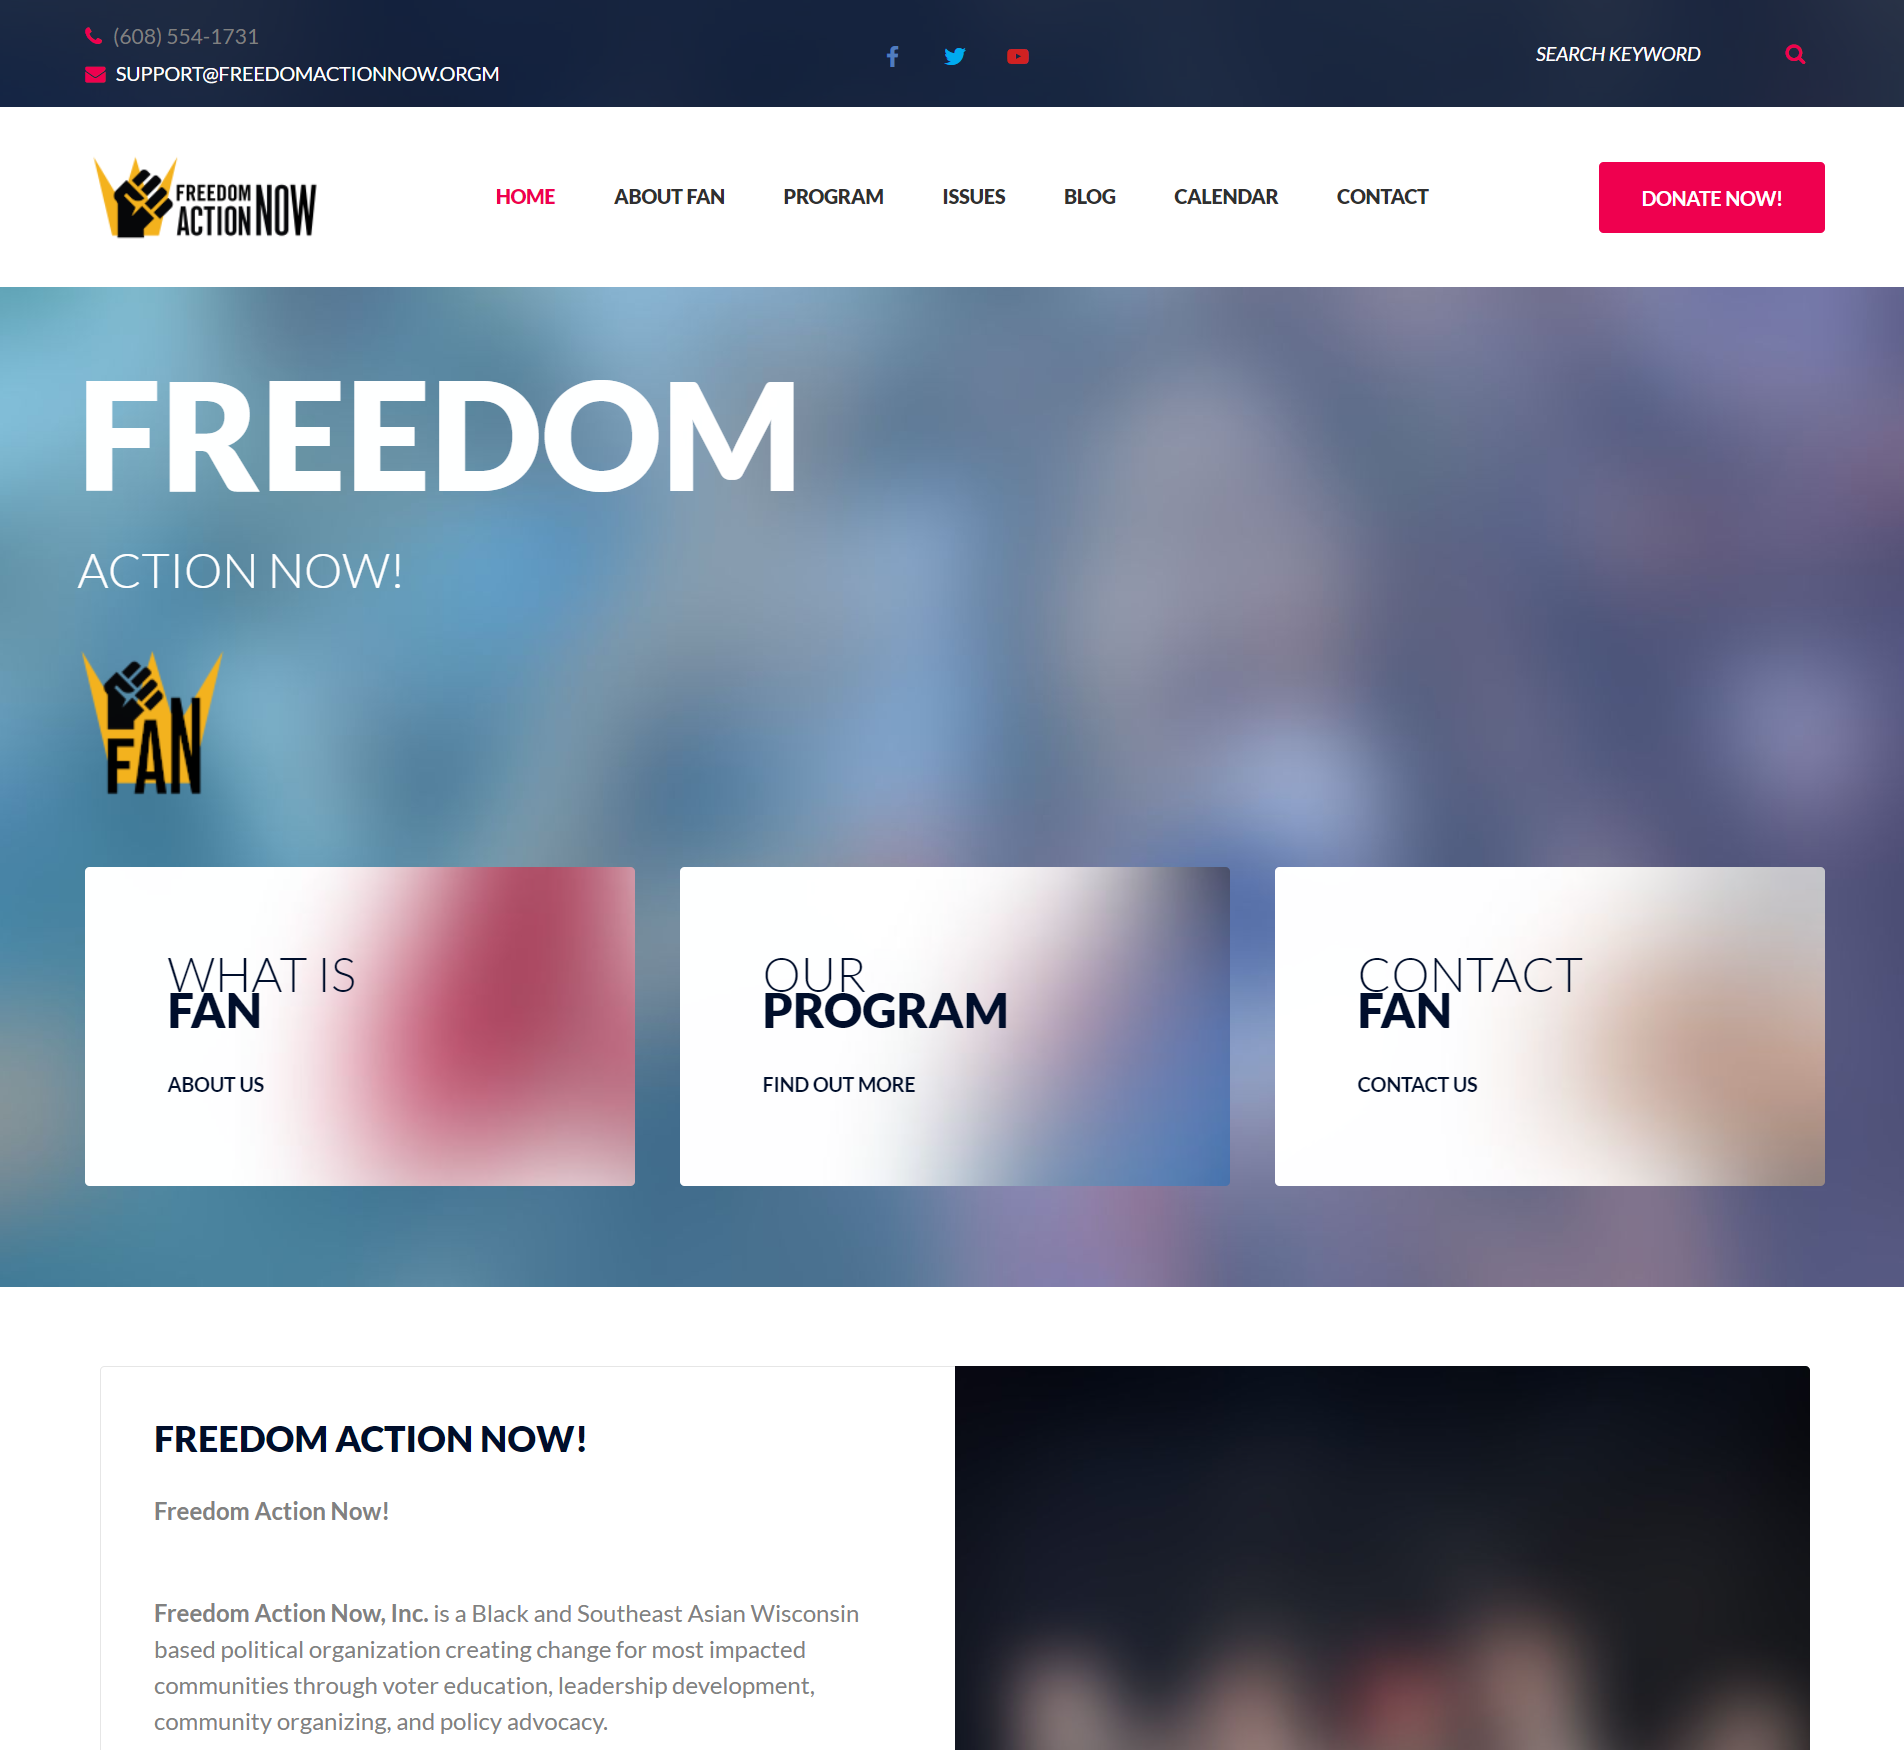 (608) 554-1731
SUPPORT@FREEDOMACTIONNOW.ORGM
SEARCH KEYWORD
FREEDOM
ACTION NOW
HOME
ABOUT FAN
PROGRAM
ISSUES
BLOG
CALENDAR
CONTACT
DONATE NOW!
FREEDOM
ACTION NOW!
FAN
WHAT IS
FAN
ABOUT US
OUR
PROGRAM
FIND OUT MORE
CONTACT
FAN
CONTACT US
FREEDOM ACTION NOW!
Freedom Action Now!
Freedom Action Now, Inc. is a Black and Southeast Asian Wisconsin
based political organization creating change for most impacted
communities through voter education, leadership development,
community organizing, and policy advocacy.